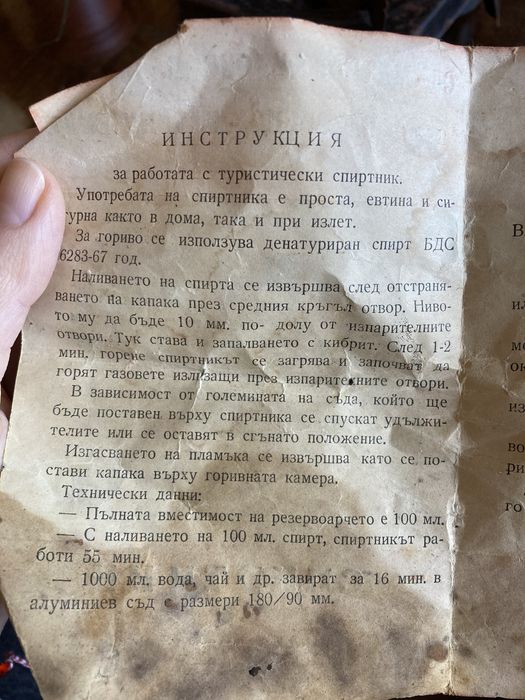 ИНСТРУКЦИЯ
за работата с туристически спиртник.
Употребата на спиртника е проста, евтина и си-
гурна както в дома, така и при излет.
За гориво се използува денатуриран спирт БДС
6283-67 год.
Наливането на спирта се извършва след отстраня-
ването на капака през средния кръгъл отвор. Ниво-
то му да бъде 10 мм. по- долу от изпарителните
отвори. Тук става и запалването с кибрит. След 1-2
мин. горене спиртникът се загрява и започват да
горят газовете излизащи през изпарителните отвори.
В зависимост от големината на съда, който ще
бъде поставен върху спиртника се спускат удължи-
телите или се оставят в сгънато положение.
Изгасването на пламъка се извършва като се по-
стави капака върху горивната камера.
Технически данни:
— Пълната вместимост на резервоарчето е 100 мл.
— С наливането на 100 мл. спирт, спиртникът ра-
боти 55 мин.
— 1000 мл. вода, чай и др. завират за 16 мин. в
алуминиев съд с размери 180/90 мм.